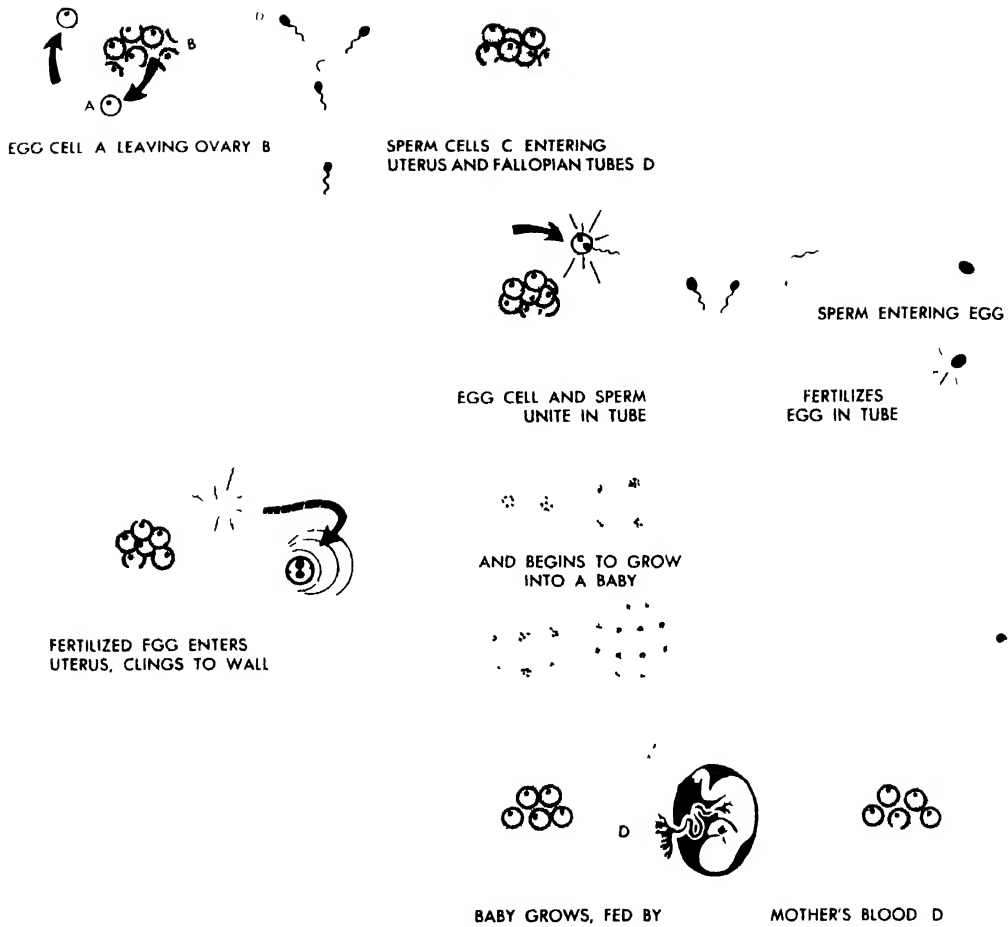 D
B
C
A
EGG CELL A LEAVING OVARY B
SPERM CELLS C ENTERING
UTERUS AND FALLOPIAN TUBES D
SPERM ENTERING EGG
EGG CELL AND SPERM
UNITE IN TUBE
FERTILIZES
EGG IN TUBE
AND BEGINS TO GROW
INTO A BABY
FERTILIZED EGG ENTERS
UTERUS, CLINGS TO WALL
D
BABY GROWS, FED BY MOTHER'S BLOOD D